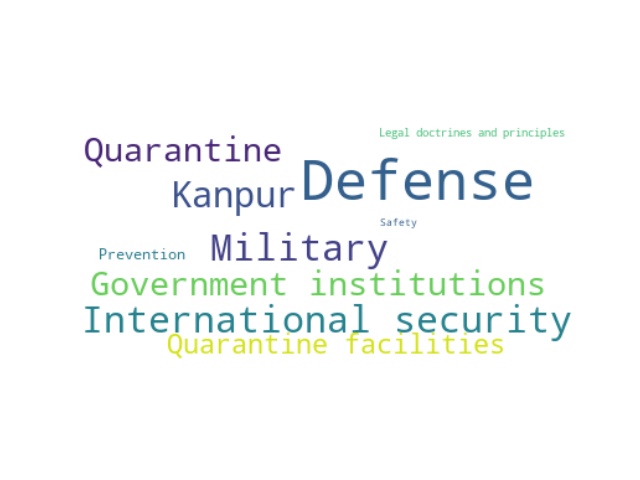 Legal doctrines and principles
Quarantine
Defense
Kanpur
Safety
Military
Prevention
Government institutions
International security
Quarantine facilities